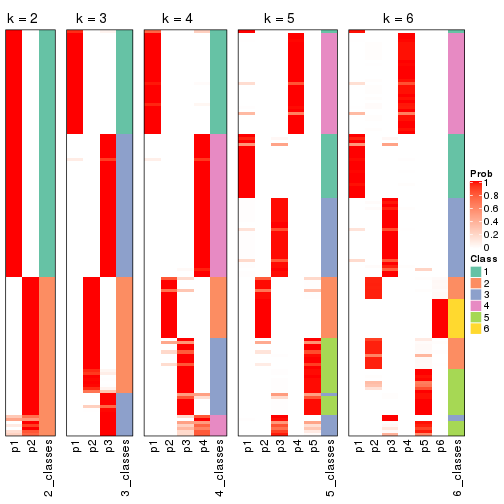 k = 2
k = 3
k = 4
k = 5
k = 6
p1
p2
2_classes
p1
p2
p3
3_classes
p1
p2
p3
p4
4_classes
p1
p2
p3
p4
p5
5_classes
p1
p2
p3
p4
p5
p6
6_classes
Prob
1
0.8
0.6
0.4
0.2
0
Class
1
2
3
4
5
6